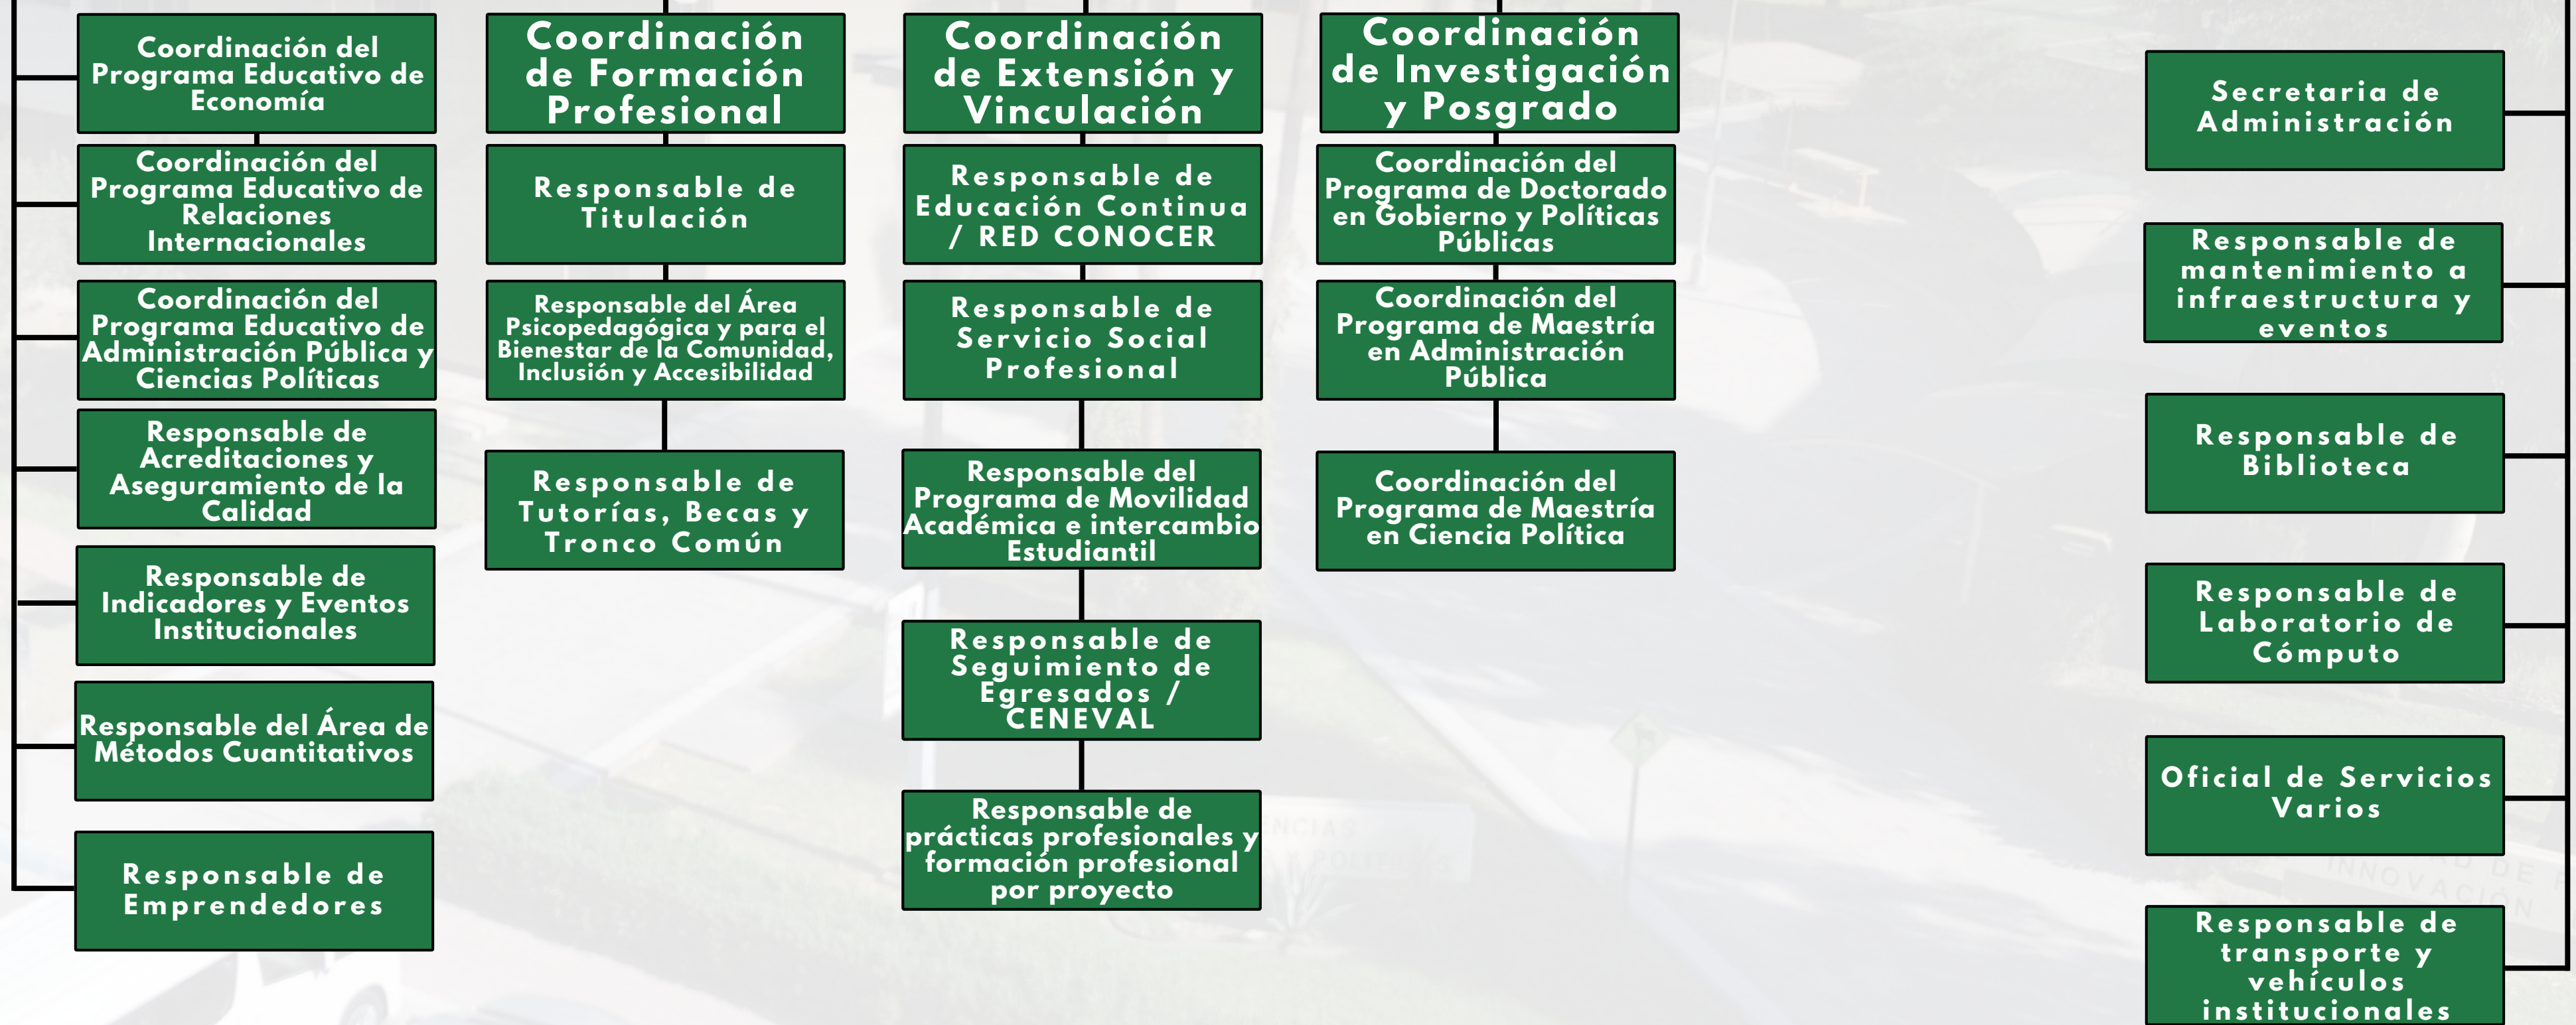 Coordinación del
Programa Educativo de
Economía
Coordinación del
Programa Educativo de
Relaciones
Internacionales
Coordinación del
Programa Educativo de
Administración Pública y
Ciencias Políticas
Responsable de
Acreditaciones y
Aseguramiento de la
Calidad
Responsable de
Indicadores y Eventos
Institucionales
Responsable del Área de
Métodos Cuantitativos
Responsable de
Emprendedores
Coordinación
de Formación
Profesional
Responsable de
Titulación
Responsable del Área
Psicopedagógica y para el
Bienestar de la Comunidad,
Inclusión y Accesibilidad
Responsable de
Tutorías, Becas y
Tronco Común
Coordinación
de Extensión y
Vinculación
Responsable de
Educación Continua
/ RED CONOCER
Responsable de
Servicio Social
Profesional
Responsable del
Programa de Movilidad
Académica e intercambio
Estudiantil
Responsable de
Seguimiento de
Egresados /
CENEVAL
Responsable de
prácticas profesionales y
formación profesional
por proyecto
Coordinación
de Investigación
y Posgrado
Coordinación del
Programa de Doctorado
en Gobierno y Políticas
Públicas
Coordinación del
Programa de Maestría
en Administración
Pública
Coordinación del
Programa de Maestría
en Ciencia Política
Secretaria de
Administración
Responsable de
mantenimiento a
infraestructura y
eventos
Responsable de
Biblioteca
Responsable de
Laboratorio de
Cómputo
Oficial de Servicios
Varios
Responsable de
transporte y
vehículos
institucionales
INNOVACIÓN